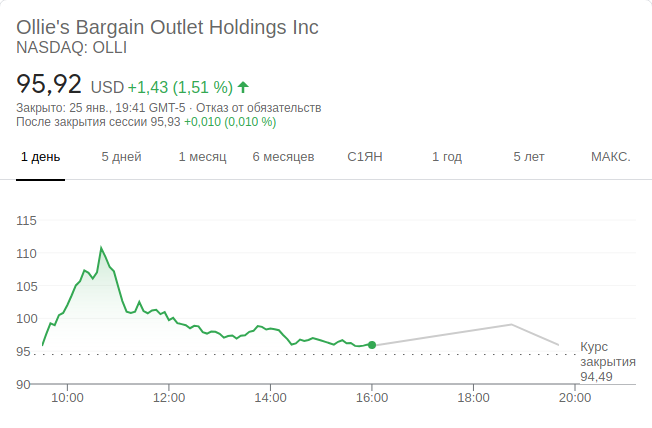 Ollie's Bargain Outlet Holdings Inc
NASDAQ: OLLI
95,92 USD +1,43 (1,51 %)
Закрыто: 25 янв., 19:41 GMT-5 · Отказ от обязательств
После закрытия сессии 95,93 +0,010 (0,010 %)
1 день 5 дней 1 месяц 6 месяцев С1ЯН 1 год 5 лет МАКС.
115
110
105
100
95
90
Курс
закрытия
94,49
10:00 12:00 14:00 16:00 18:00 20:00